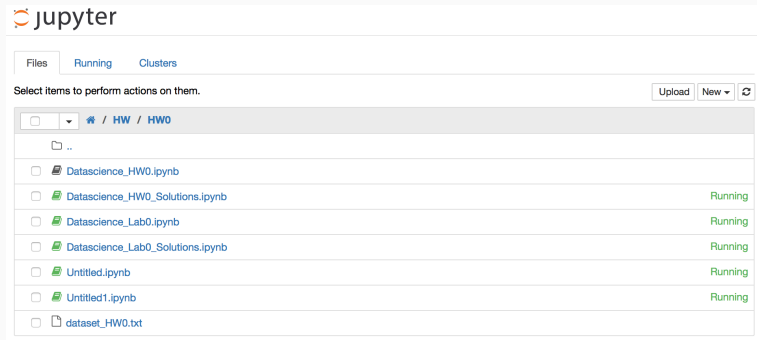 jupyter
Files Running Clusters
Select items to perform actions on them. Upload New
/ HW / HW0
..
Datascience_HW0.ipynb
Datascience_HW0_Solutions.ipynb Running
Datascience_Lab0.ipynb Running
Datascience_Lab0_Solutions.ipynb Running
Untitled.ipynb Running
Untitled1.ipynb Running
dataset_HW0.txt